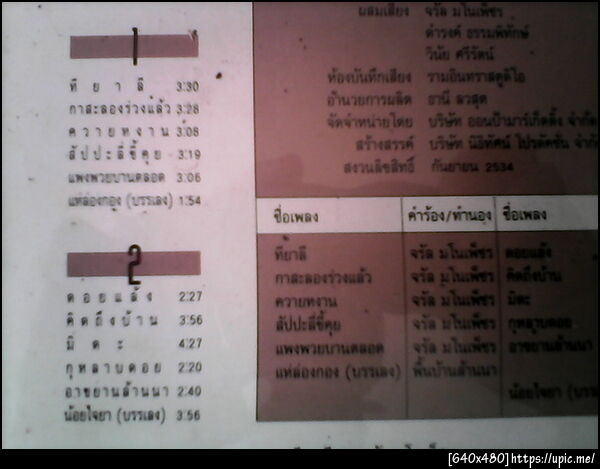 1
ทียาลี 3:30
กาสะลองร่วงแล้ว 3:28
ควายหงาน 3:08
สัปปะลี่ขี้คุย 3:19
แพงพวยบานตลอด 3:06
แห่ล่องกอง (บรรเลง) 1:54
2
ดอยแล้ง 2:27
คิดถึงบ้าน 3:56
มิดะ 4:27
กุหลาบดอย 2:20
อาชยานล้านนา 2:40
น้อยไจยา (บรรเลง) 3:56
ผสมเสียง จรัล มโนเพ็ชร
ดำรงค์ ธรรมพิทักษ์
วินัย ศรีรัตน์
ห้องบันทึกเสียง รามอินทราสตูดิโอ
อำนวยการผลิต ธานี
จัดจำหน่ายโดย บริษัท ออนป้ามาร์เก็ตติ้ง จำกัด
สร้างสรรค์ บริษัท นิธิทัศน์ โปรดัคชั่น จำกัด
สงวนลิขสิทธิ์ กันยายน 2534
ชื่อเพลง คำร้อง/ทำนอง ชื่อเพลง
ทียาลี จรัล มโนเพ็ชร ดอยแล้ง
กาสะลองร่วงแล้ว จรัล มโนเพ็ชร คิดถึงบ้าน
ควายหงาน จรัล มโนเพ็ชร มิดะ
สัปปะลี่ขี้คุย จรัล มโนเพ็ชร กุหลาบดอย
แพงพวยบานตลอด จรัล มโนเพ็ชร อาชยานล้านนา
แห่ล่องกอง (บรรเลง) พื้นบ้านล้านนา
น้อยไจยา (บรร
[640x480]https://upic.me/